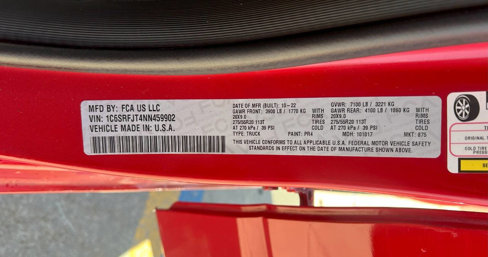 MFD BY: FCA US LLC
VIN: 1C6SRFJT4NN459902
VEHICLE MADE IN: U.S.A.
DATE OF MFR (BUILT): 10-22
GVWR: 7100 LB / 3221 KG
GAWR FRONT: 3900 LB / 1770 KG WITH
20X9.0 RIMS
275/55R20 113T TIRES
AT 270 kPa / 39 PSI COLD
GAWR REAR: 4100 LB / 1860 KG WITH
20X9.0 RIMS
275/55R20 113T TIRES
AT 270 kPa / 39 PSI COLD
TYPE: TRUCK PAINT: PR4 MDH: 101017 MKT: 875
THIS VEHICLE CONFORMS TO ALL APPLICABLE U.S.A. FEDERAL MOTOR VEHICLE SAFETY
STANDARDS IN EFFECT ON THE DATE OF MANUFACTURE SHOWN ABOVE.
ORIGINAL
COLD TIRE